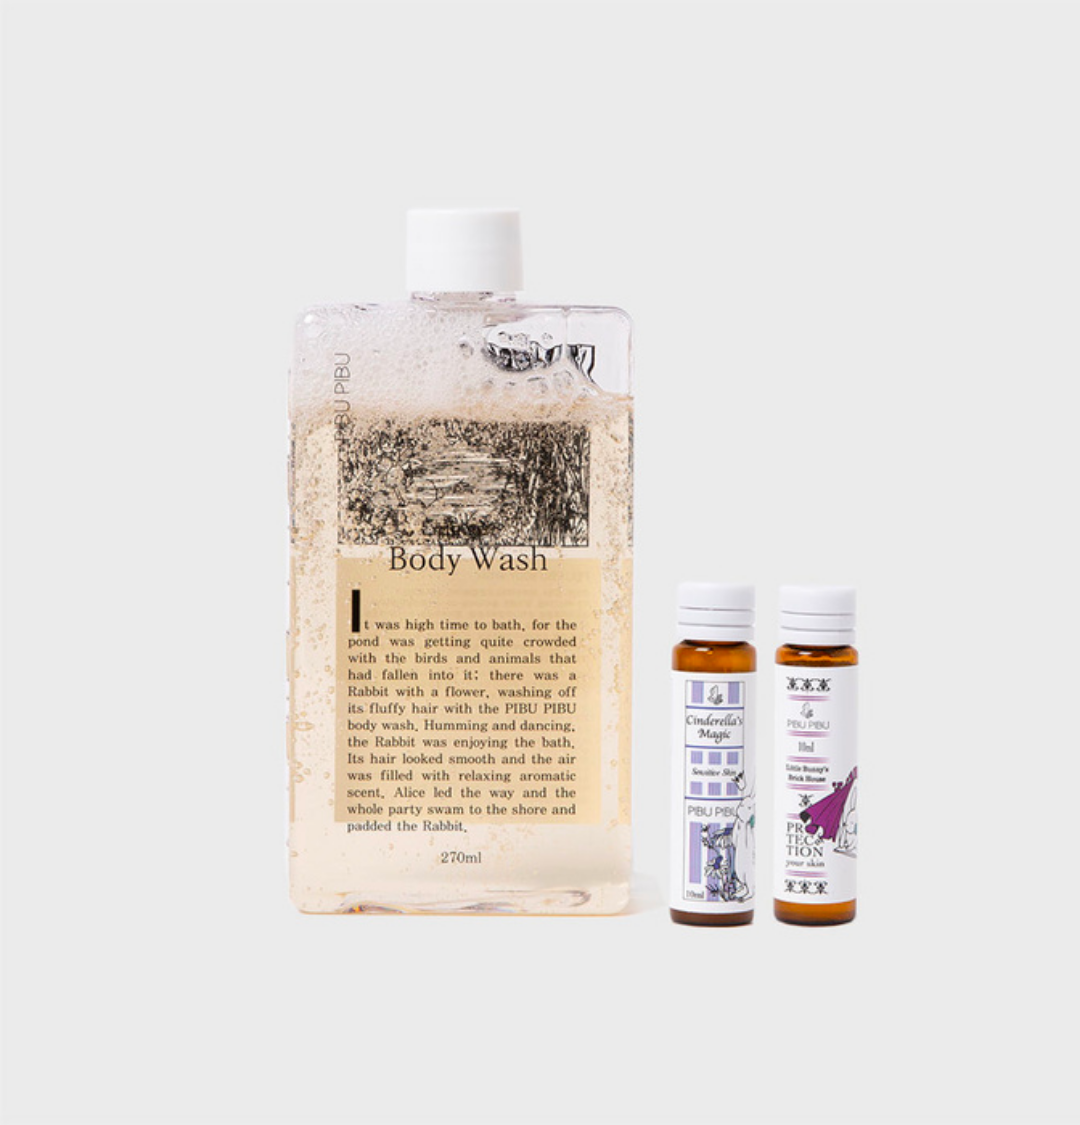 PIBU PIBU
Body Wash
It was high time to bath, for the
pond was getting quite crowded
with the birds and animals that
had fallen into it: there was a
Rabbit with a flower, washing off
its fluffy hair with the PIBU PIBU
body wash. Humming and dancing,
the Rabbit was enjoying the bath.
Its hair looked smooth and the air
was filled with relaxing aromatic
scent. Alice led the way and the
whole party swam to the shore and
padded the Rabbit.
270ml
Cinderella's
Magic
Sensitive Skin
PIBU PIBU
10ml
PIBU PIBU
10ml
Little Bunny's
Brick House
PR
TEC
TION
your skin